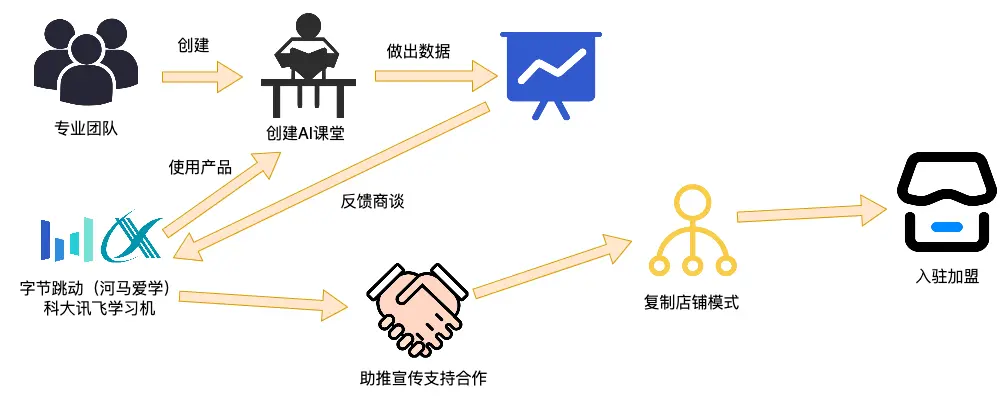 创建
做出数据
专业团队
创建AI课堂
使用产品
反馈商谈
字节跳动（河马爱学）
科大讯飞学习机
入驻加盟
复制店铺模式
助推宣传支持合作